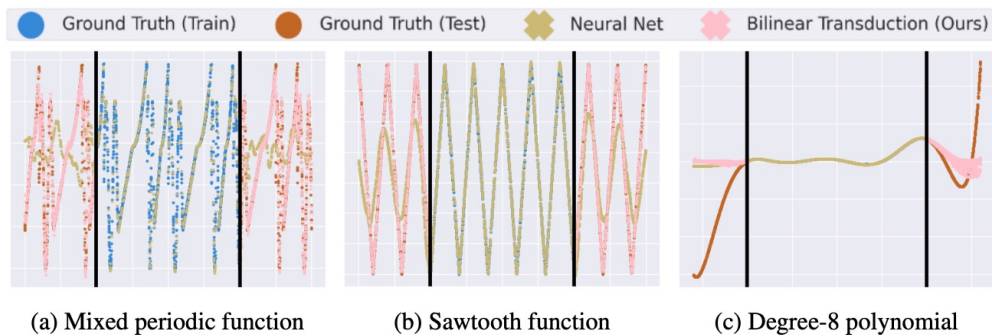 Ground Truth (Train) Ground Truth (Test) Neural Net Bilinear Transduction (Ours)
(a) Mixed periodic function (b) Sawtooth function (c) Degree-8 polynomial